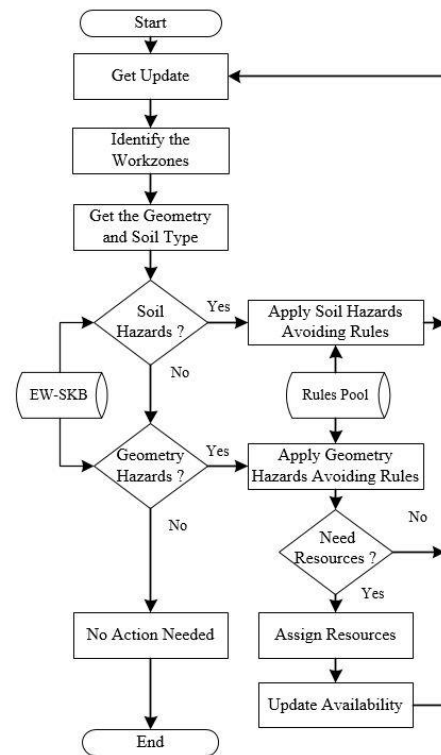 Start
Get Update
Identify the
Workzones
Get the Geometry
and Soil Type
Soil
Hazards ?
Yes
Apply Soil Hazards
Avoiding Rules
No
EW-SKB
Rules Pool
Geometry
Hazards ?
Yes
Apply Geometry
Hazards Avoiding Rules
No
Need
Resources ?
No
Yes
No Action Needed
Assign Resources
Update Availability
End